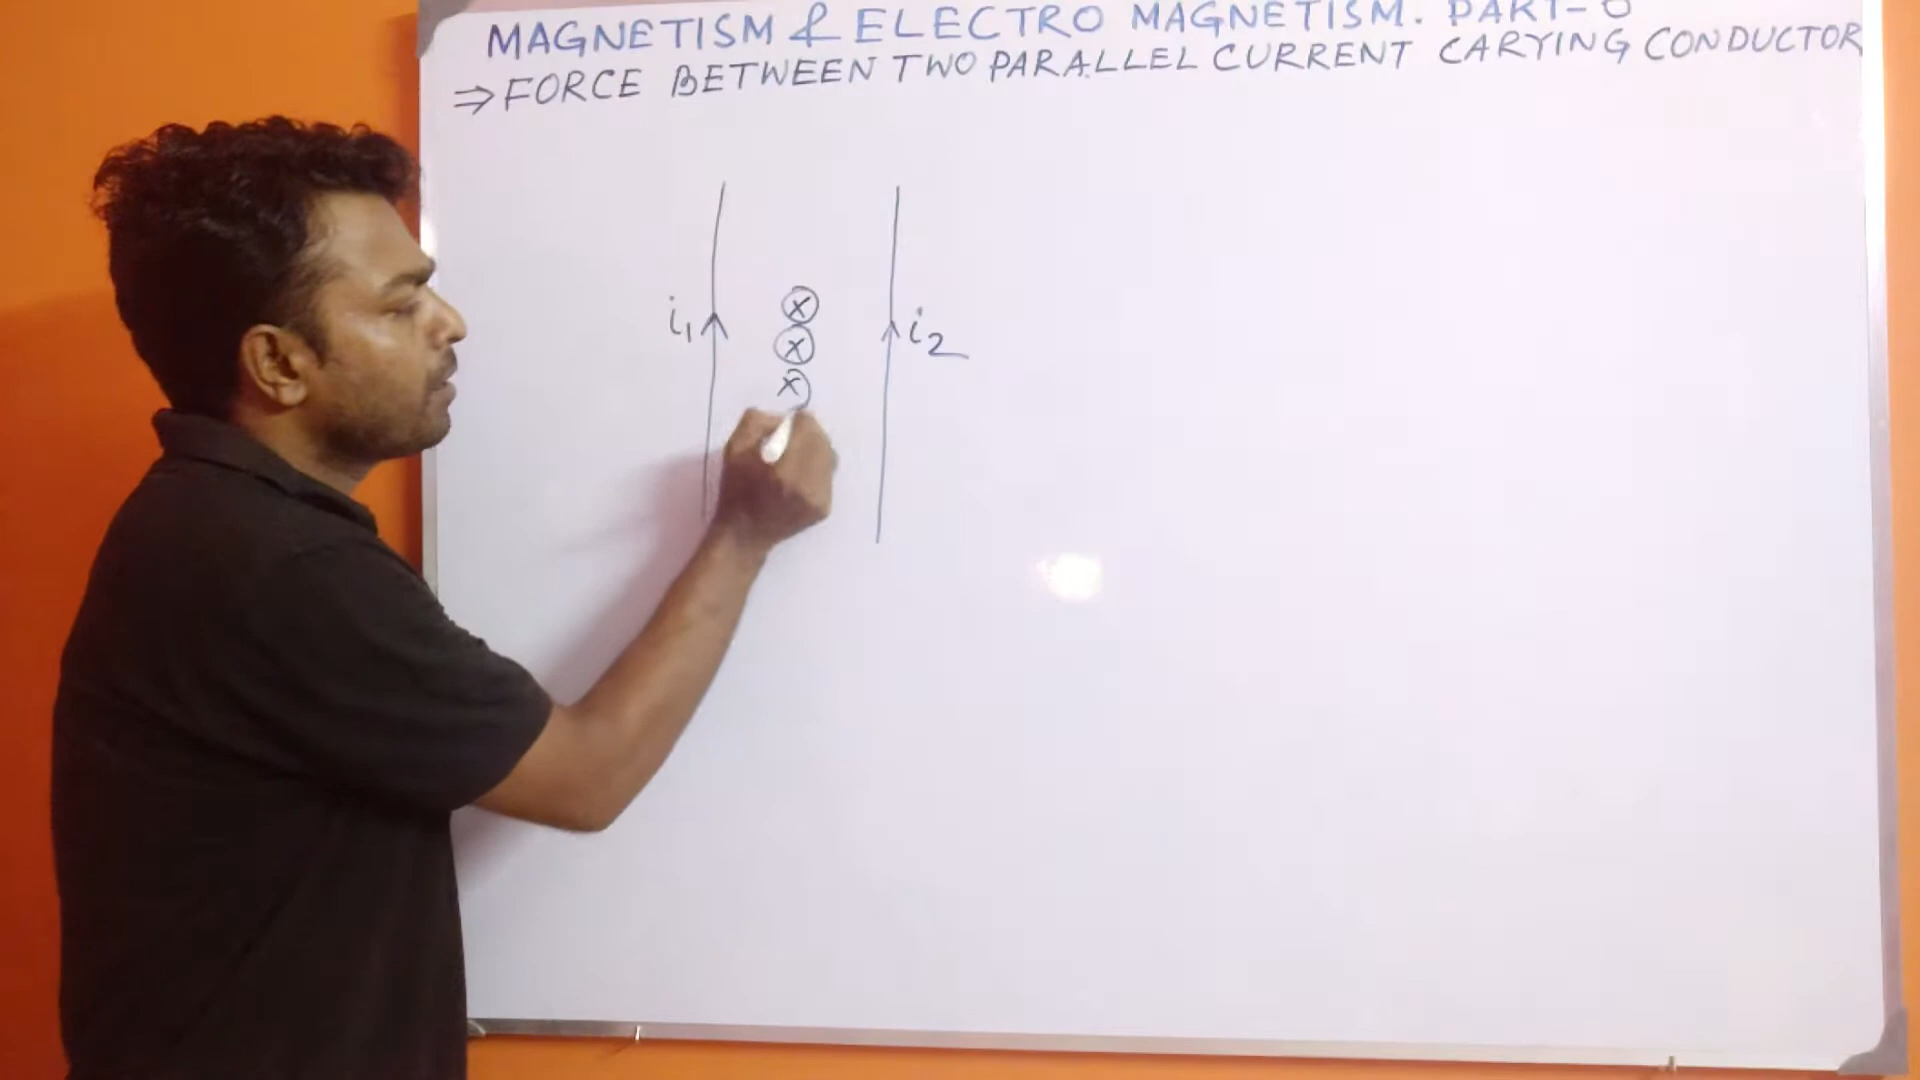 MAGNETISM & ELECTRO MAGNETISM. PART-
⇒ FORCE BETWEEN TWO PARALLEL CURRENT CARYING CONDUCTOR
i1 i2